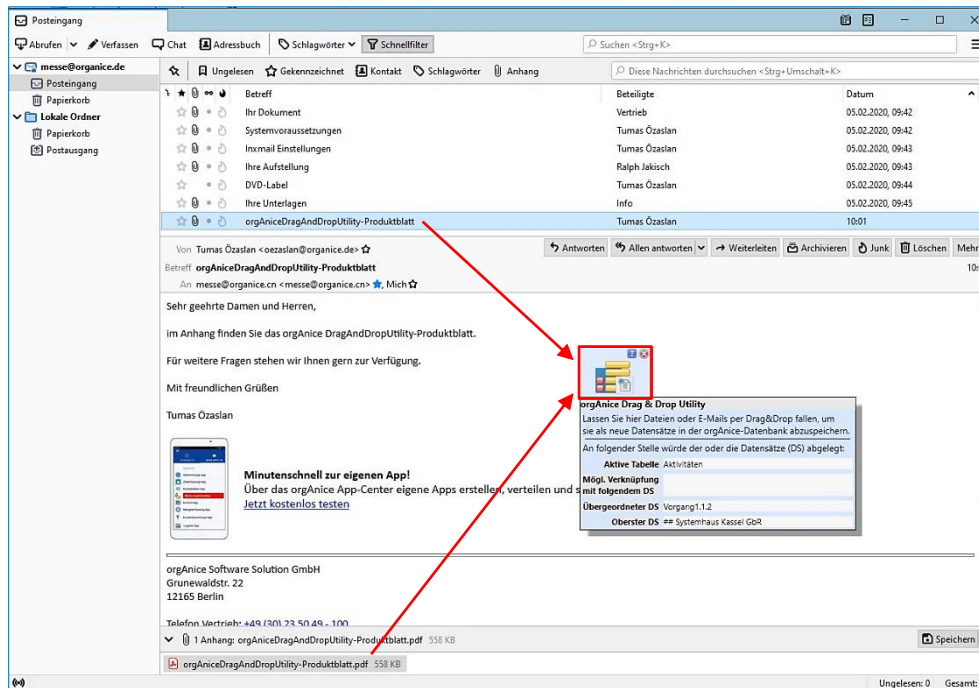 Posteingang
Abrufen Verfassen Chat Adressbuch Schlagwörter Schnellfilter Suchen <Strg+K>
messe@organice.de
Posteingang
Papierkorb
Lokale Ordner
Papierkorb
Postausgang
Ungelesen Gekennzeichnet Kontakt Schlagwörter Anhang Diese Nachrichten durchsuchen <Strg+Umschalt+K>
Betreff Beteiligte Datum
Ihr Dokument Vertrieb 05.02.2020, 09:42
Systemvoraussetzungen Tumas Özaslan 05.02.2020, 09:42
Inxmail Einstellungen Tumas Özaslan 05.02.2020, 09:43
Ihre Aufstellung Ralph Jakisch 05.02.2020, 09:43
DVD-Label Tumas Özaslan 05.02.2020, 09:44
Ihre Unterlagen Info 05.02.2020, 09:45
orgAniceDragAndDropUtility-Produktblatt Tumas Özaslan 10:01
Von Tumas Özaslan <oezaslan@organice.de> Antworten Allen antworten Weiterleiten Archivieren Junk Löschen Mehr
Betreff orgAniceDragAndDropUtility-Produktblatt 10:
An messe@organice.cn <messe@organice.cn>, Mich
Sehr geehrte Damen und Herren,
im Anhang finden Sie das orgAnice DragAndDropUtility-Produktblatt.
Für weitere Fragen stehen wir Ihnen gern zur Verfügung.
Mit freundlichen Grüßen
Tumas Özaslan
orgAnice Drag & Drop Utility
Lassen Sie hier Dateien oder E-Mails per Drag&Drop fallen, um
sie als neue Datensätze in der orgAnice-Datenbank abzuspeichern.
An folgender Stelle würde der oder die Datensätze (DS) abgelegt:
Aktive Tabelle Aktivitäten
Mögl. Verknüpfung
mit folgendem DS
Übergeordneter DS Vorgang1.1.2
Oberster DS ## Systemhaus Kassel GbR
Minutenschnell zur eigenen App!
Über das orgAnice App-Center eigene Apps erstellen, verteilen und s
Jetzt kostenlos testen
orgAnice Software Solution GmbH
Grunewaldstr. 22
12165 Berlin
Telefon Vertrieb: +49 (30) 23 50 49 - 100
1 Anhang: orgAniceDragAndDropUtility-Produktblatt.pdf 558 KB Speichern
orgAniceDragAndDropUtility-Produktblatt.pdf 558 KB
Ungelesen: 0 Gesamt: